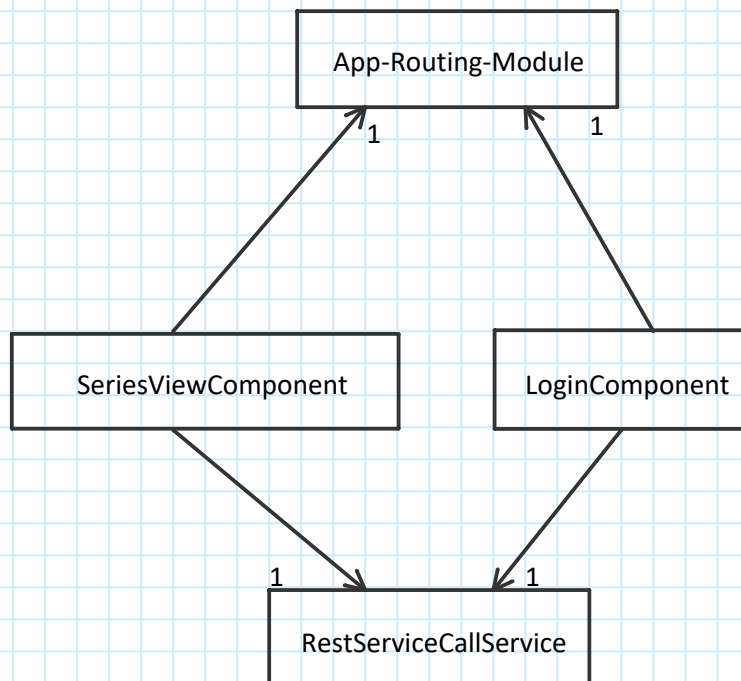 App-Routing-Module
1
1
SeriesViewComponent
LoginComponent
1
1
RestServiceCallService